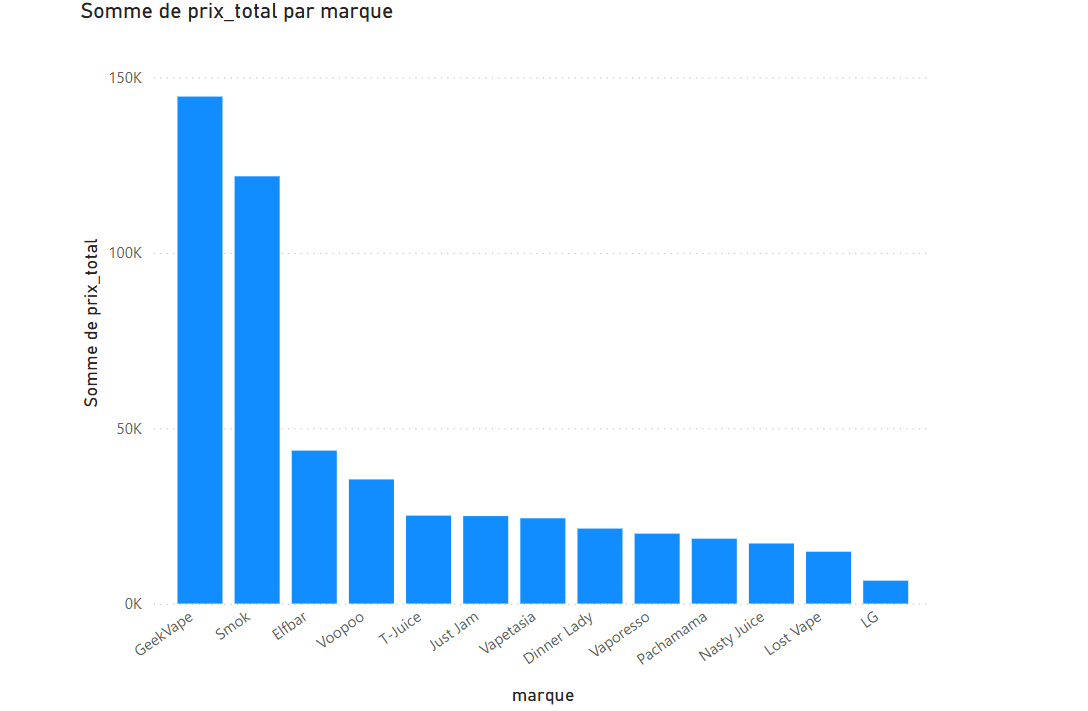 Somme de prix_total par marque
150K
100K
50K
0K
Somme de prix_total
GeekVape
Smok
Elfbar
Voopoo
T-Juice
Just Jam
Vapetasia
Dinner Lady
Vaporesso
Pachamama
Nasty Juice
Lost Vape
LG
marque